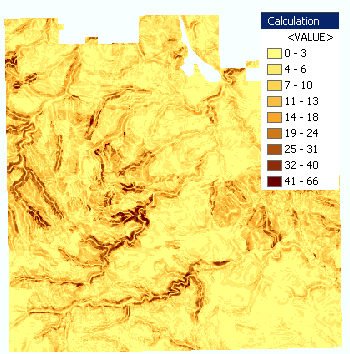 Calculation
<VALUE>
0 - 3
4 - 6
7 - 10
11 - 13
14 - 18
19 - 24
25 - 31
32 - 40
41 - 66